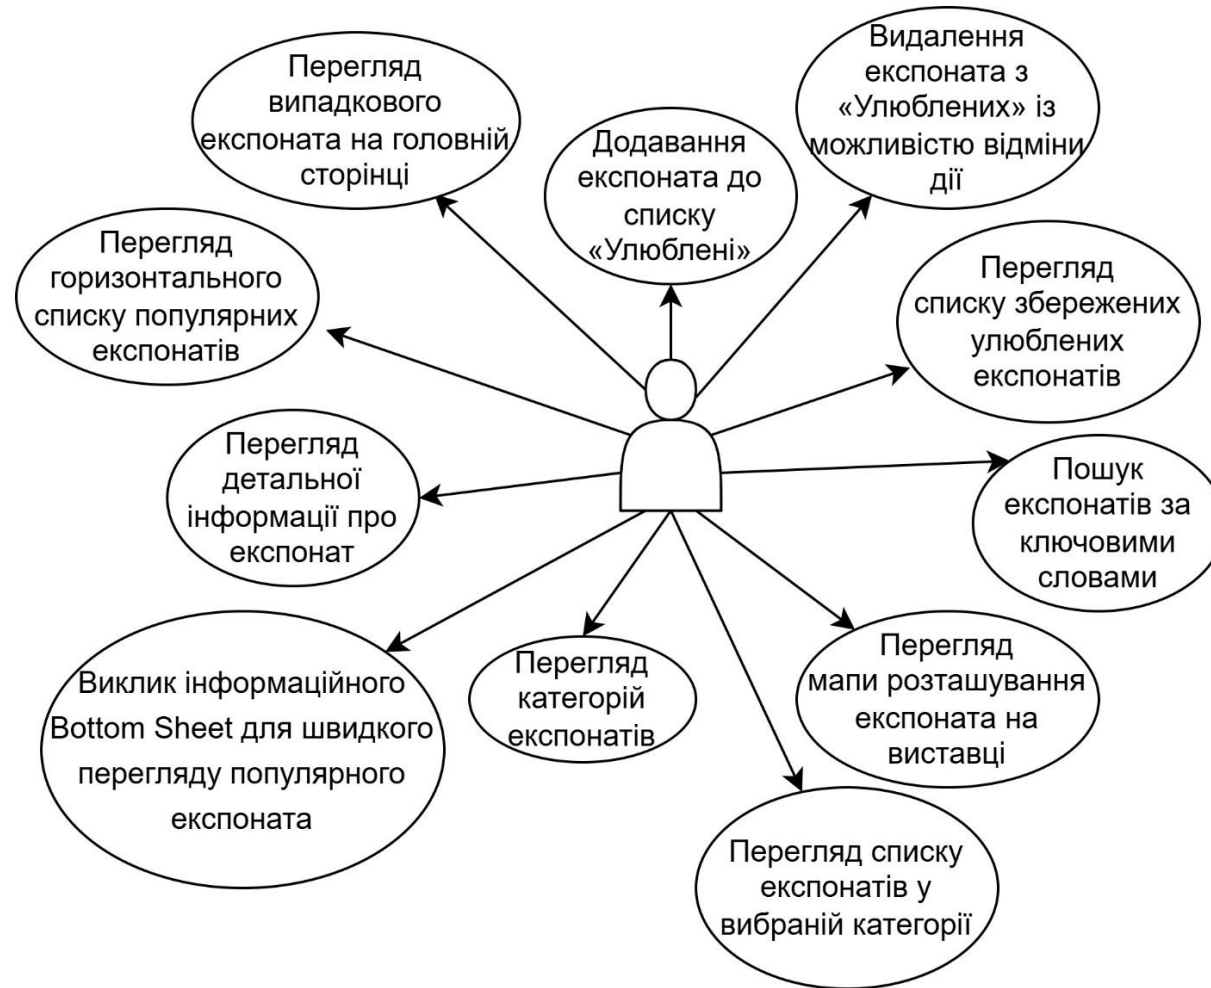 Перегляд
випадкового
експоната на головній
сторінці
Додавання
експоната до
списку
«Улюблені»
Видалення
експоната з
«Улюблених» із
можливістю відміни
дії
Перегляд
горизонтального
списку популярних
експонатів
Перегляд
списку збережених
улюблених
експонатів
Перегляд
детальної
інформації про
експонат
Пошук
експонатів за
ключовими
словами
Виклик інформаційного
Bottom Sheet для швидкого
перегляду популярного
експоната
Перегляд
категорій
експонатів
Перегляд
мапи розташування
експоната на
виставці
Перегляд списку
експонатів у
вибраній категорії